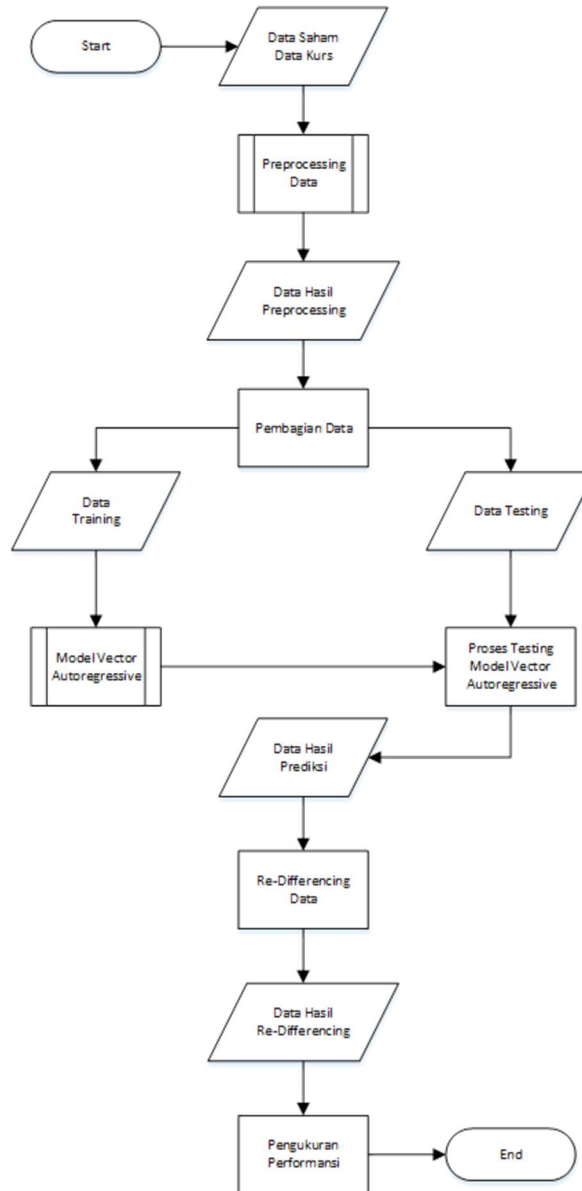 Start
Data Saham
Data Kurs
Preprocessing
Data
Data Hasil
Preprocessing
Pembagian Data
Data
Training
Data Testing
Model Vector
Autoregressive
Proses Testing
Model Vector
Autoregressive
Data Hasil
Prediksi
Re-Differencing
Data
Data Hasil
Re-Differencing
Pengukuran
Performansi
End